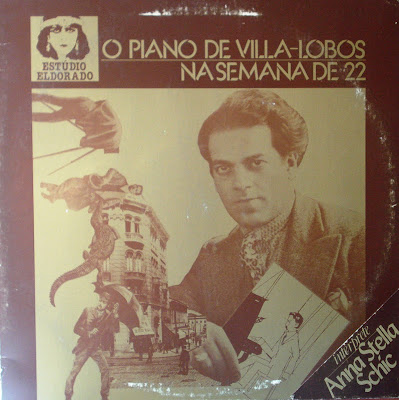 ESTÚDIO
ELDORADO
O PIANO DE VILLA-LOBOS
NA SEMANA DE 22
intérprete
Anna Stella
Schic